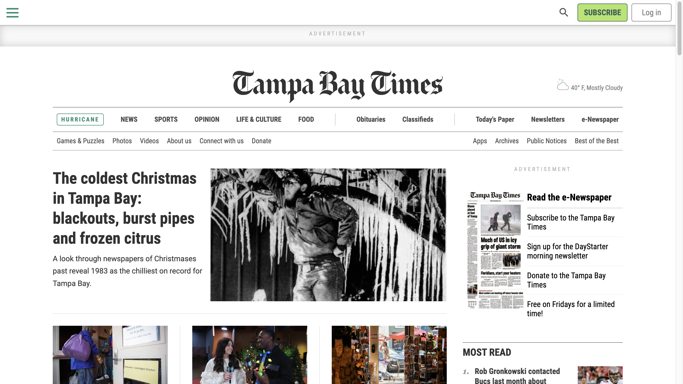 SUBSCRIBE
Log in
ADVERTISEMENT
Tampa Bay Times
40° F, Mostly Cloudy
HURRICANE
NEWS
SPORTS
OPINION
LIFE & CULTURE
FOOD
Obituaries
Classifieds
Today's Paper
Newsletters
e-Newspaper
Games & Puzzles
Photos
Videos
About us
Connect with us
Donate
Apps
Archives
Public Notices
Best of the Best
The coldest Christmas
in Tampa Bay:
blackouts, burst pipes
and frozen citrus
A look through newspapers of Christmases
past reveal 1983 as the chilliest on record for
Tampa Bay.
ADVERTISEMENT
Tampa Bay Times
Much of US in icy
grip of giant storm
Floridians, start your heaters
Read the e-Newspaper
Subscribe to the Tampa Bay
Times
Sign up for the DayStarter
morning newsletter
Donate to the Tampa Bay
Times
Free on Fridays for a limited
time!
MOST READ
1.
Rob Gronkowski contacted
Bucs last month about